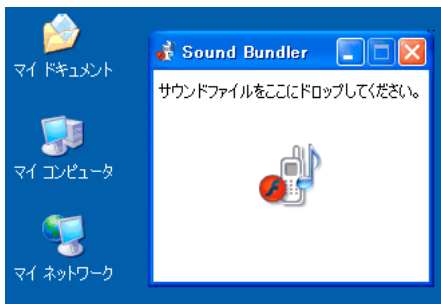 マイ ドキュメント
マイ コンピュータ
マイ ネットワーク
Sound Bundler
サウンドファイルをここにドロップしてください。